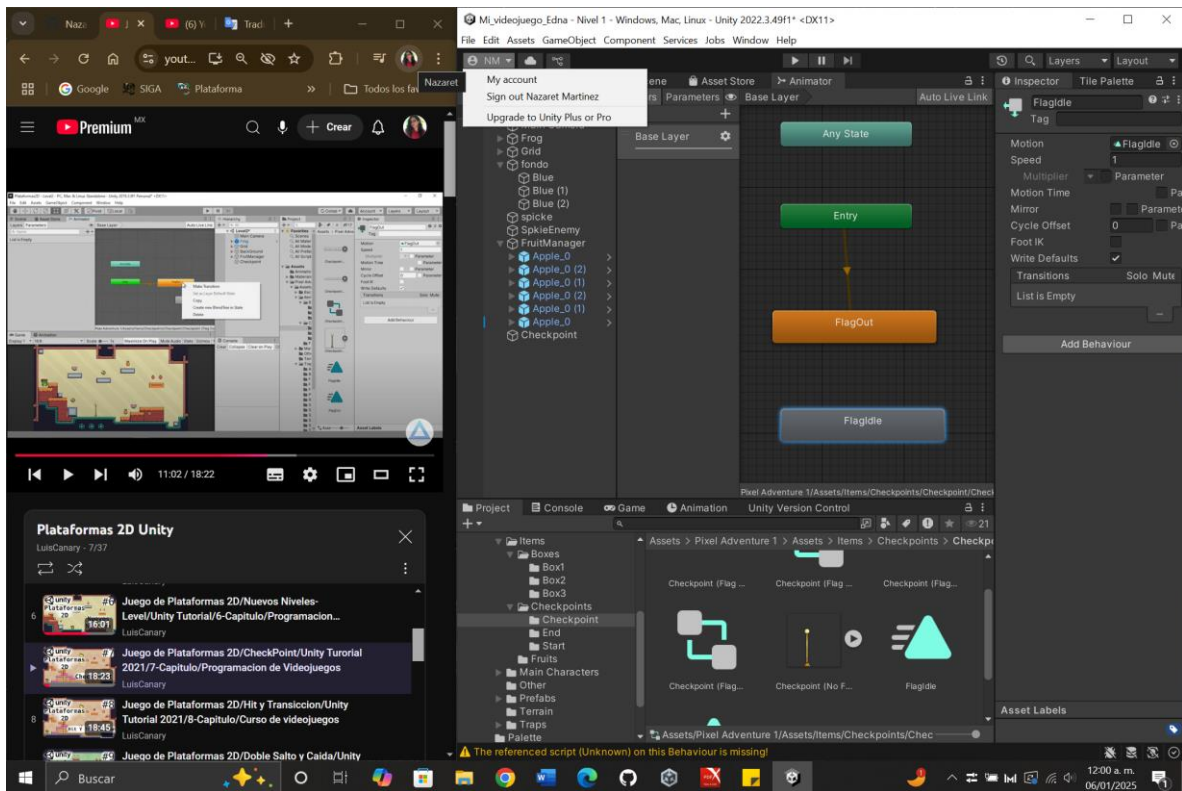 Naza
Trad
yout...
Google
SIGA
Plataforma
»
Todos los fav
Nazaret
Premium MX
Crear
11:02 / 18:22
Plataformas 2D Unity
LuisCanary - 7/37
6
16:01
Juego de Plataformas 2D/Nuevos Niveles-
Level/Unity Tutorial/6-Capitulo/Programacion...
LuisCanary
18:23
Juego de Plataformas 2D/CheckPoint/Unity Turorial
2021/7-Capitulo/Programacion de Videojuegos
LuisCanary
8
18:45
Juego de Plataformas 2D/Hit y Transiccion/Unity
Tutorial 2021/8-Capitulo/Curso de videojuegos
LuisCanary
Juego de Plataformas 2D/Doble Salto y Caida/Unity
Mi_videojuego_Edna - Nivel 1 - Windows, Mac, Linux - Unity 2022.3.49f1* <DX11>
File Edit Assets GameObject Component Services Jobs Window Help
NM
Layers
Layout
My account
Sign out Nazaret Martinez
Upgrade to Unity Plus or Pro
ene
Asset Store
Animator
rs Parameters
Base Layer
Auto Live Link
Frog
Grid
fondo
Blue
Blue (1)
Blue (2)
spicke
SpkieEnemy
FruitManager
Apple_0
Apple_0 (2)
Apple_0 (1)
Apple_0 (2)
Apple_0 (1)
Apple_0
Checkpoint
Base Layer
Any State
Entry
FlagOut
FlagIdle
Pixel Adventure 1/Assets/Items/Checkpoints/Checkpoint/Check
Inspector
Tile Palette
FlagIdle
Tag
Motion
FlagIdle
Speed
1
Multiplier
Parameter
Motion Time
Pa
Mirror
Paramet
Cycle Offset
0
Pa
Foot IK
Write Defaults
Transitions
Solo Mute
List is Empty
Add Behaviour
Asset Labels
Project
Console
Game
Animation
Unity Version Control
21
Items
Boxes
Box1
Box2
Box3
Checkpoints
Checkpoint
End
Start
Fruits
Main Characters
Other
Prefabs
Terrain
Traps
Palette
Assets > Pixel Adventure 1 > Assets > Items > Checkpoints > Checkpo
Checkpoint (Flag ...
Checkpoint (Flag ...
Checkpoint (Flag...
Checkpoint (Flag...
Checkpoint (No F...
FlagIdle
Assets/Pixel Adventure 1/Assets/Items/Checkpoints/Chec
The referenced script (Unknown) on this Behaviour is missing!
Buscar
12:00 a. m.
06/01/2025